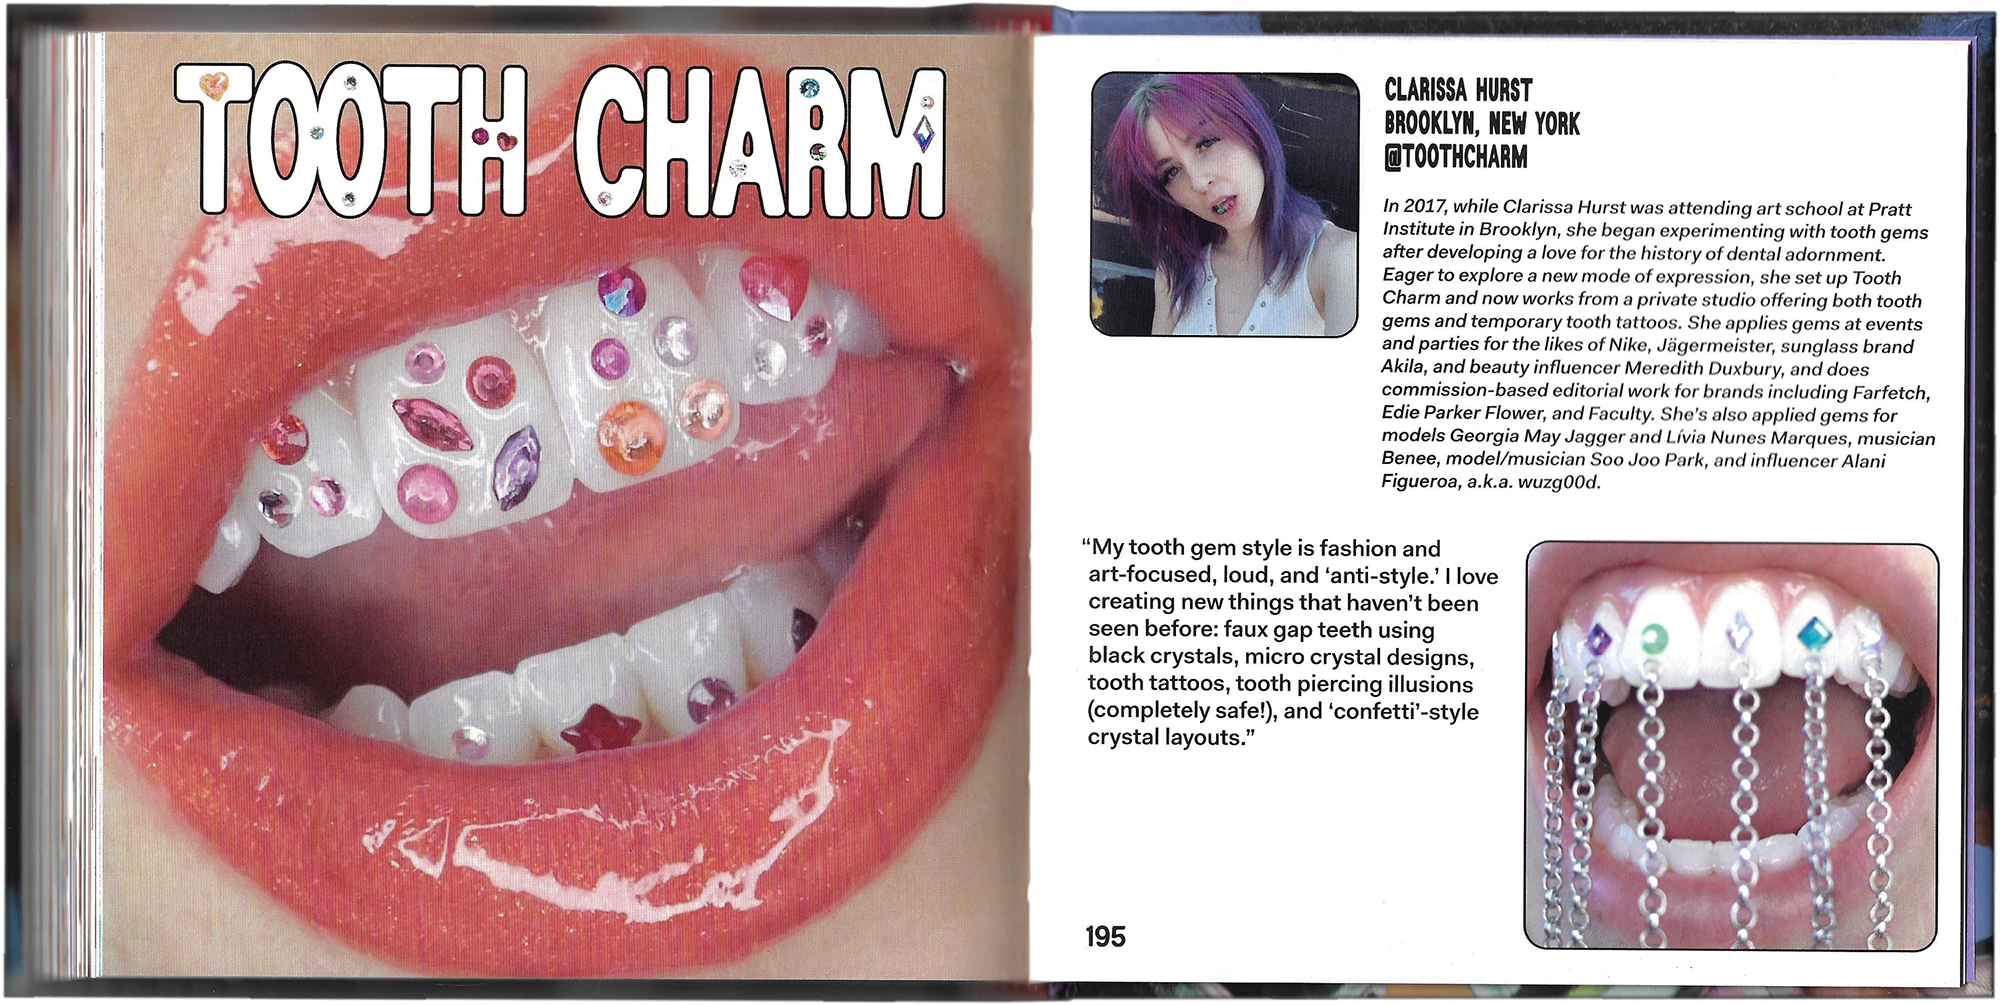 TOOTH CHARM
CLARISSA HURST
BROOKLYN, NEW YORK
@TOOTHCHARM
In 2017, while Clarissa Hurst was attending art school at Pratt
Institute in Brooklyn, she began experimenting with tooth gems
after developing a love for the history of dental adornment.
Eager to explore a new mode of expression, she set up Tooth
Charm and now works from a private studio offering both tooth
gems and temporary tooth tattoos. She applies gems at events
and parties for the likes of Nike, Jägermeister, sunglass brand
Akila, and beauty influencer Meredith Duxbury, and does
commission-based editorial work for brands including Farfetch,
Edie Parker Flower, and Faculty. She's also applied gems for
models Georgia May Jagger and Lívia Nunes Marques, musician
Benee, model/musician Soo Joo Park, and influencer Alani
Figueroa, a.k.a. wuzg00d.
“My tooth gem style is fashion and
art-focused, loud, and ‘anti-style.’ I love
creating new things that haven’t been
seen before: faux gap teeth using
black crystals, micro crystal designs,
tooth tattoos, tooth piercing illusions
(completely safe!), and ‘confetti’-style
crystal layouts.”
195